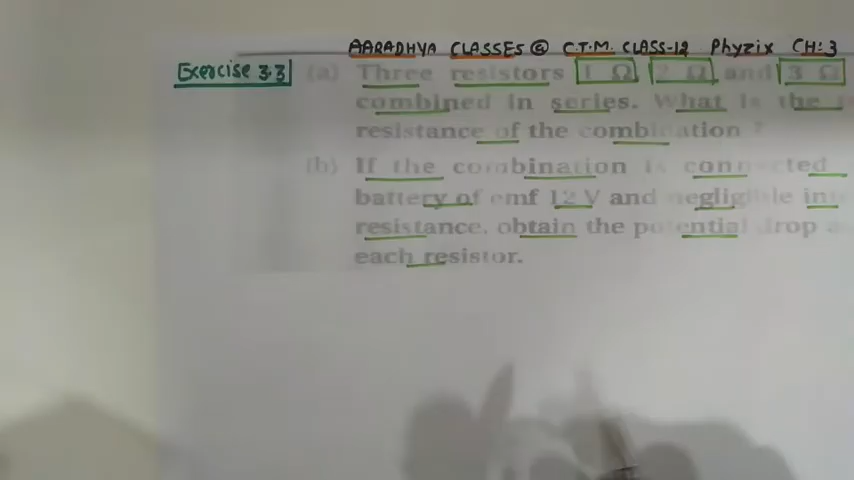 AARADHYA CLASSES @ C.T.M. CLASS-12 Phyzix CH:3
Exercise 3.3 (a) Three resistors 1 Ω 2 Ω and 3 Ω
combined in series. What is the
resistance of the combination ?
(b) If the combination is connected
battery of emf 12 V and negligible
resistance, obtain the potential drop
each resistor.